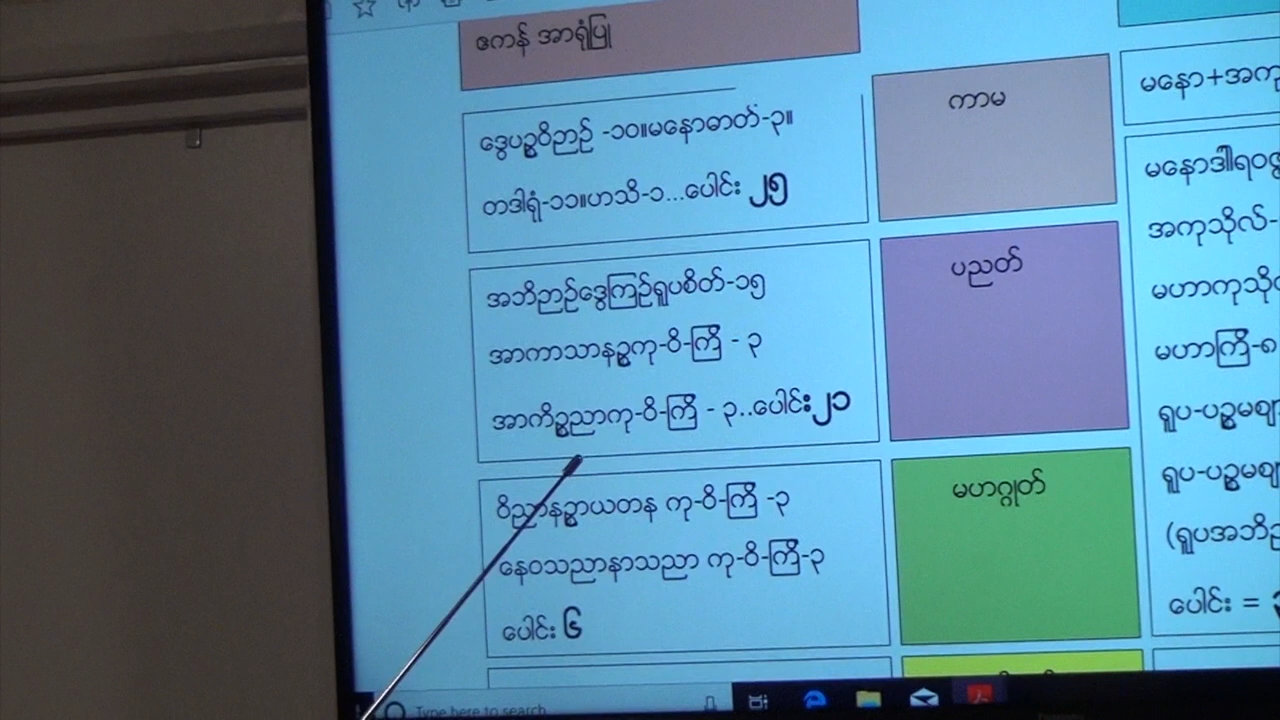 ဧကန် အာရုံပြု
ဒွေပဉ္စဝိညာဉ် -၁၀။မနောဓာတ်-၃။
တဒါရုံ-၁၁။ဟသိ-၁...ပေါင်း ၂၅
ကာမ
မနော+အကု
အဘိညာဉ်ဒွေကြဉ်ရူပစိတ်-၁၅
အာကာသာနဉ္စကု-ဝိ-ကြိ - ၃
အာကိဉ္စညာကု-ဝိ-ကြိ - ၃..ပေါင်း၂၁
ပညတ်
မနောဒါရဝဇ္
အကုသိုလ်-
မဟာကုသို
မဟာကြိ-၈
ရူပ-ပဉ္စမဈာ
ရူပ-ပဉ္စမဈာ
(ရူပအဘိည
ပေါင်း =
ဝိညာနဉ္စာယတန ကု-ဝိ-ကြိ -၃
နေဝသညာနာသညာ ကု-ဝိ-ကြိ-၃
ပေါင်း ၆
မဟဂ္ဂုတ်
Type here to search